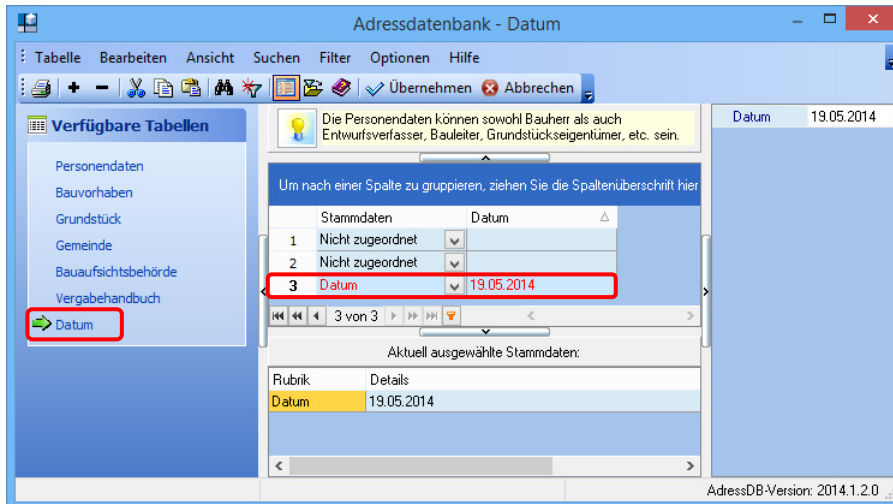 Adressdatenbank - Datum
Tabelle Bearbeiten Ansicht Suchen Filter Optionen Hilfe
Übernehmen Abbrechen
Verfügbare Tabellen
Personendaten
Bauvorhaben
Grundstück
Gemeinde
Bauaufsichtsbehörde
Vergabehandbuch
Datum
Die Personendaten können sowohl Bauherr als auch
Entwurfsverfasser, Bauleiter, Grundstückseigentümer, etc. sein.
Um nach einer Spalte zu gruppieren, ziehen Sie die Spaltenüberschrift hier
Stammdaten Datum
1 Nicht zugeordnet
2 Nicht zugeordnet
3 Datum 19.05.2014
3 von 3
Aktuell ausgewählte Stammdaten:
Rubrik Details
Datum 19.05.2014
Datum 19.05.2014
AdressDB-Version: 2014.1.2.0